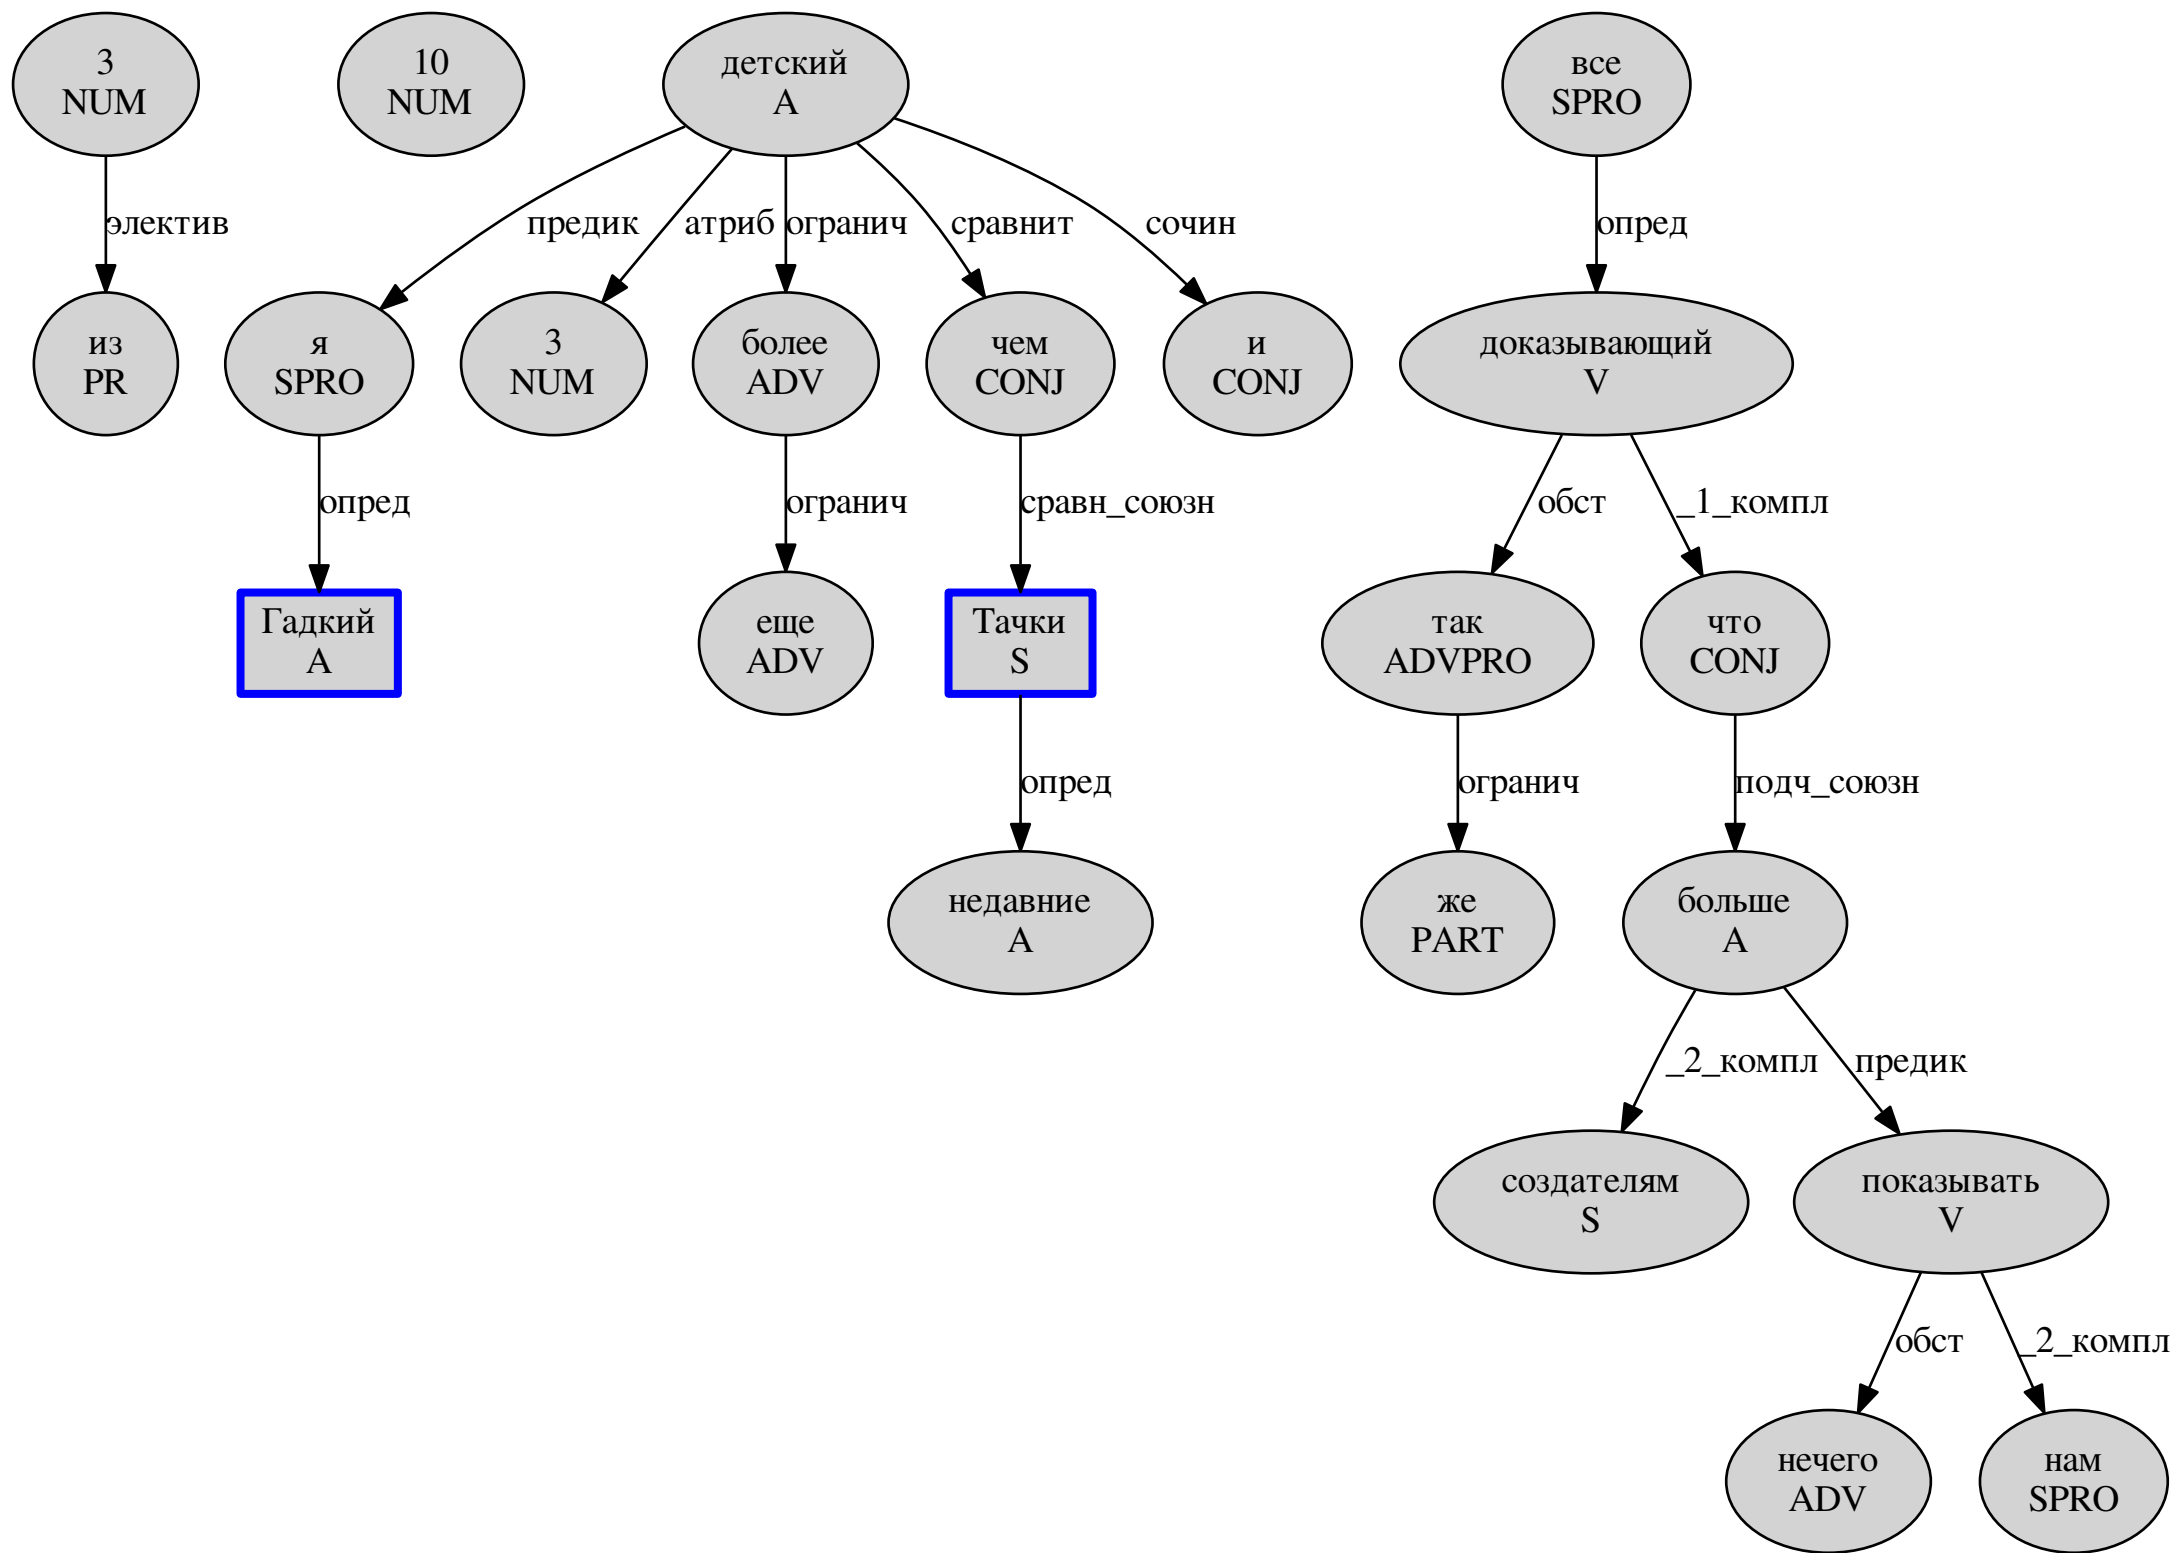 3
NUM
10
NUM
детский
A
все
SPRO
электив
предик
атриб
огранич
сравнит
сочин
опред
из
PR
я
SPRO
3
NUM
более
ADV
чем
CONJ
и
CONJ
доказывающий
V
опред
огранич
сравн_союзн
обст
_1_компл
Гадкий
A
еще
ADV
Тачки
S
так
ADVPRO
что
CONJ
опред
огранич
подч_союзн
недавние
A
же
PART
больше
A
_2_компл
предик
создателям
S
показывать
V
обст
_2_компл
нечего
ADV
нам
SPRO